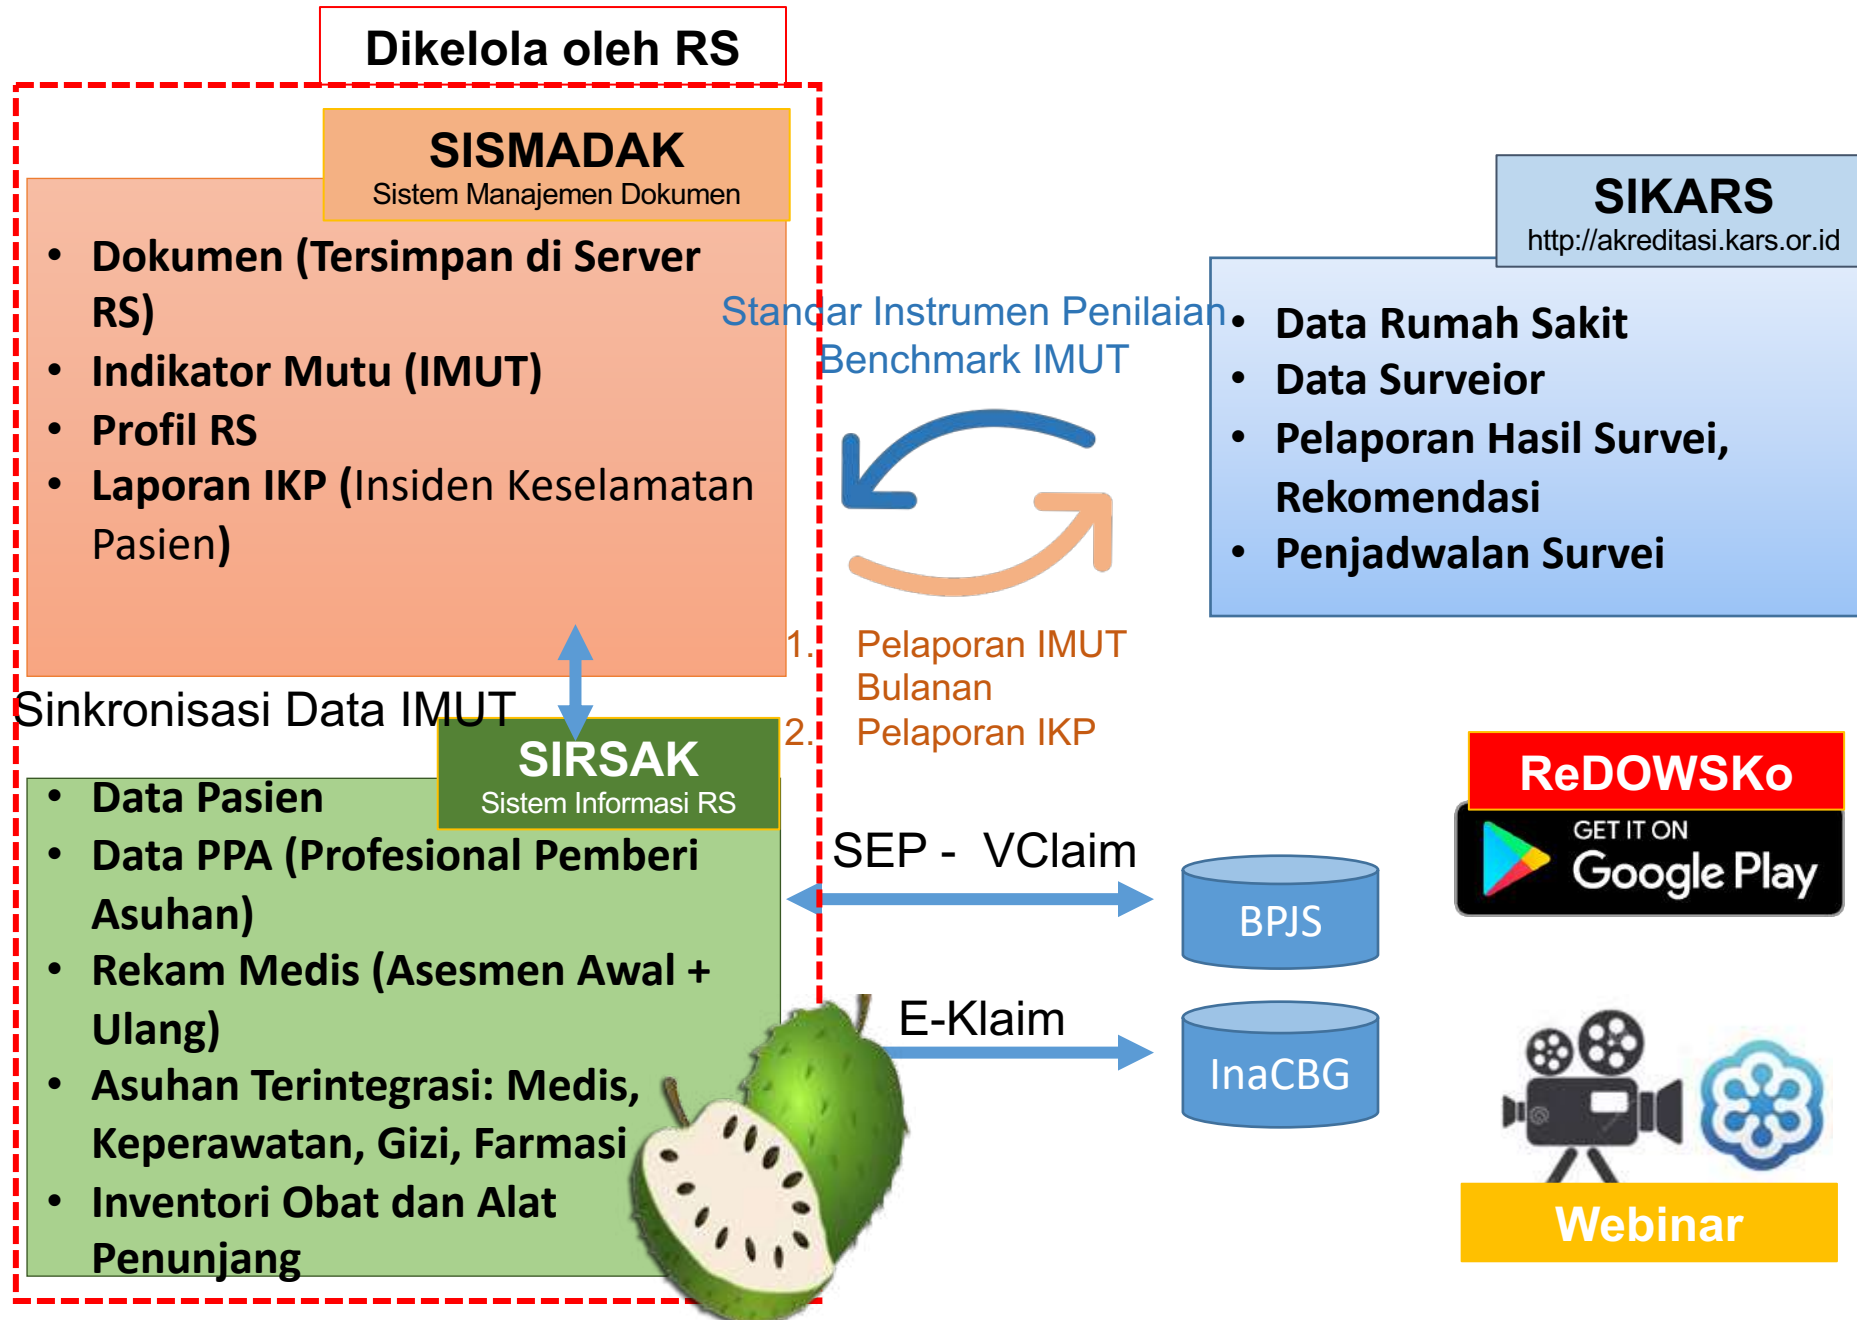 Dikelola oleh RS
SISMADAK
Sistem Manajemen Dokumen
• Dokumen (Tersimpan di Server
RS)
• Indikator Mutu (IMUT)
• Profil RS
• Laporan IKP (Insiden Keselamatan
Pasien)
Standar Instrumen Penilaian
Benchmark IMUT
1. Pelaporan IMUT
Bulanan
2. Pelaporan IKP
SIKARS
http://akreditasi.kars.or.id
• Data Rumah Sakit
• Data Surveior
• Pelaporan Hasil Survei,
Rekomendasi
• Penjadwalan Survei
Sinkronisasi Data IMUT
SIRSAK
Sistem Informasi RS
• Data Pasien
• Data PPA (Profesional Pemberi
Asuhan)
• Rekam Medis (Asesmen Awal +
Ulang)
• Asuhan Terintegrasi: Medis,
Keperawatan, Gizi, Farmasi
• Inventori Obat dan Alat
Penunjang
SEP - VClaim
BPJS
E-Klaim
InaCBG
ReDOWSKo
GET IT ON
Google Play
Webinar